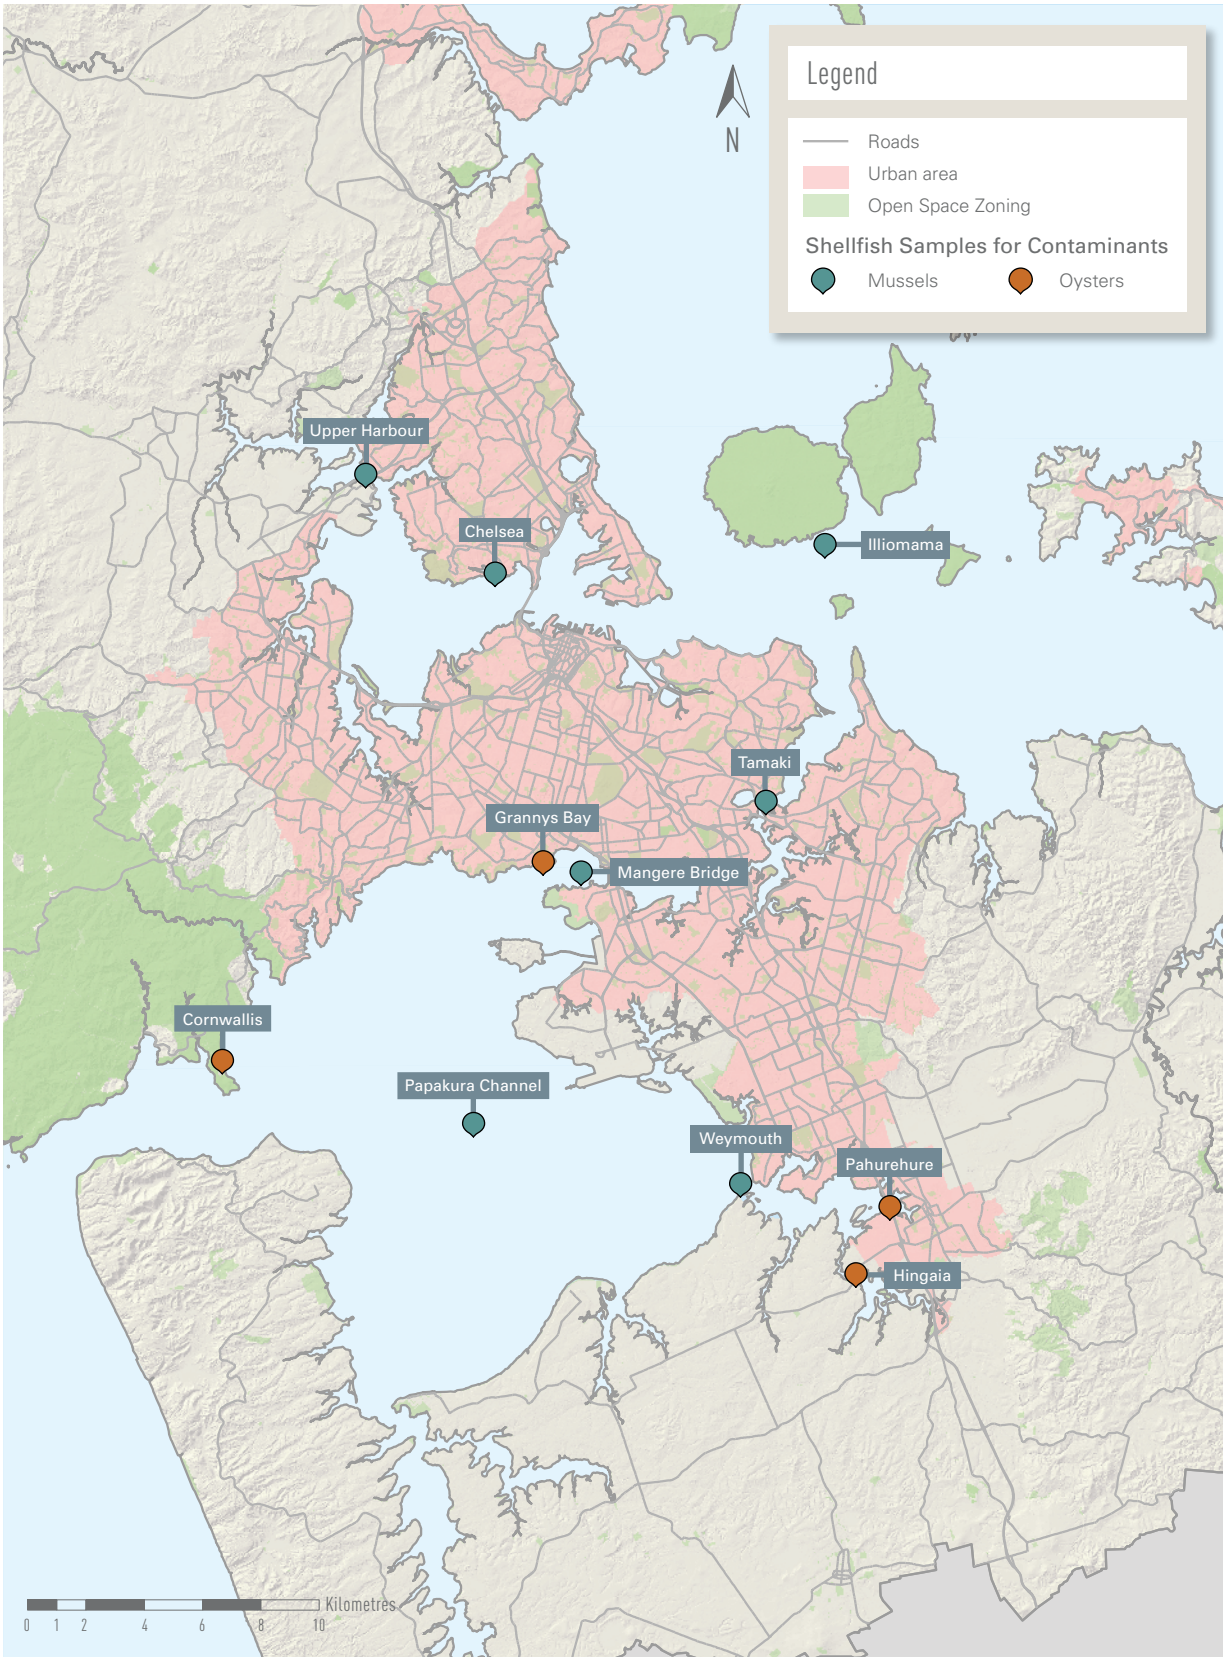 Legend
N
Roads
Urban area
Open Space Zoning
Shellfish Samples for Contaminants
Mussels Oysters
Upper Harbour
Chelsea
Illiomama
Tamaki
Grannys Bay
Mangere Bridge
Cornwallis
Papakura Channel
Weymouth
Pahurehure
Hingaia
Kilometres
0 1 2 4 6 8 10